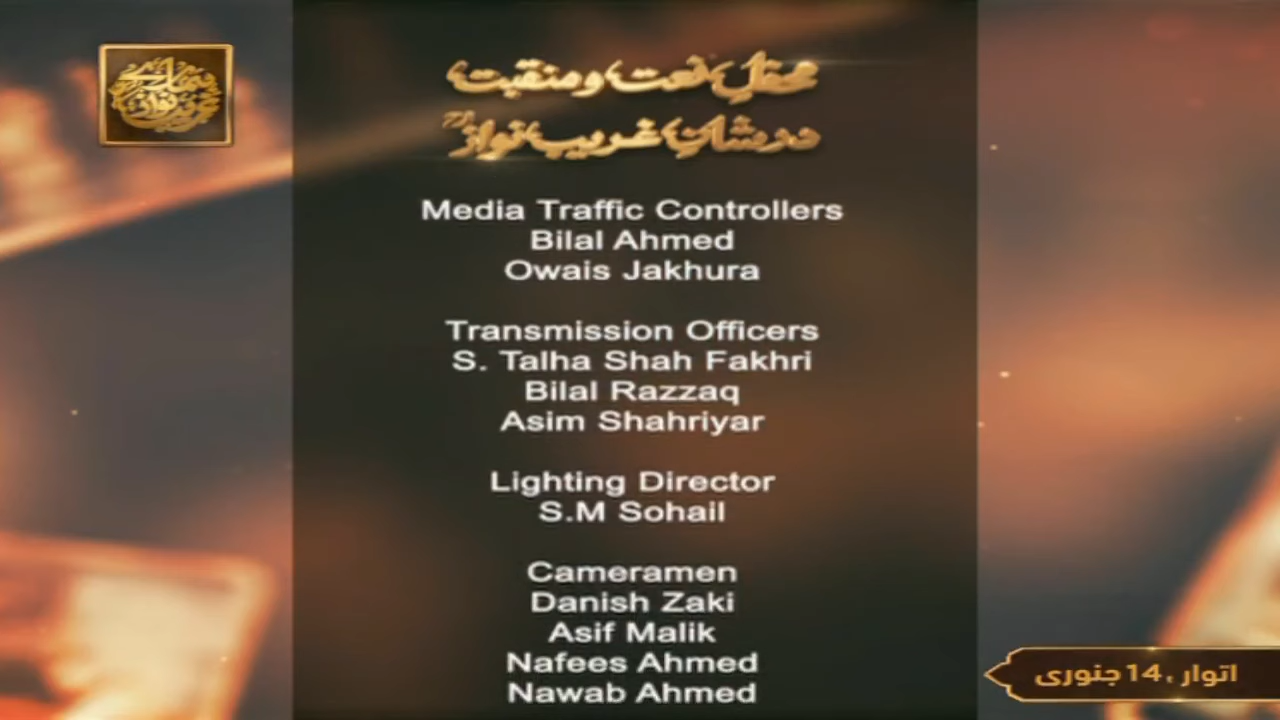 محفلِ نعت و منقبت
در شانِ غریب نواز
Media Traffic Controllers
Bilal Ahmed
Owais Jakhura
Transmission Officers
S. Talha Shah Fakhri
Bilal Razzaq
Asim Shahriyar
Lighting Director
S.M Sohail
Cameramen
Danish Zaki
Asif Malik
Nafees Ahmed
Nawab Ahmed
اتوار , 14 جنوری